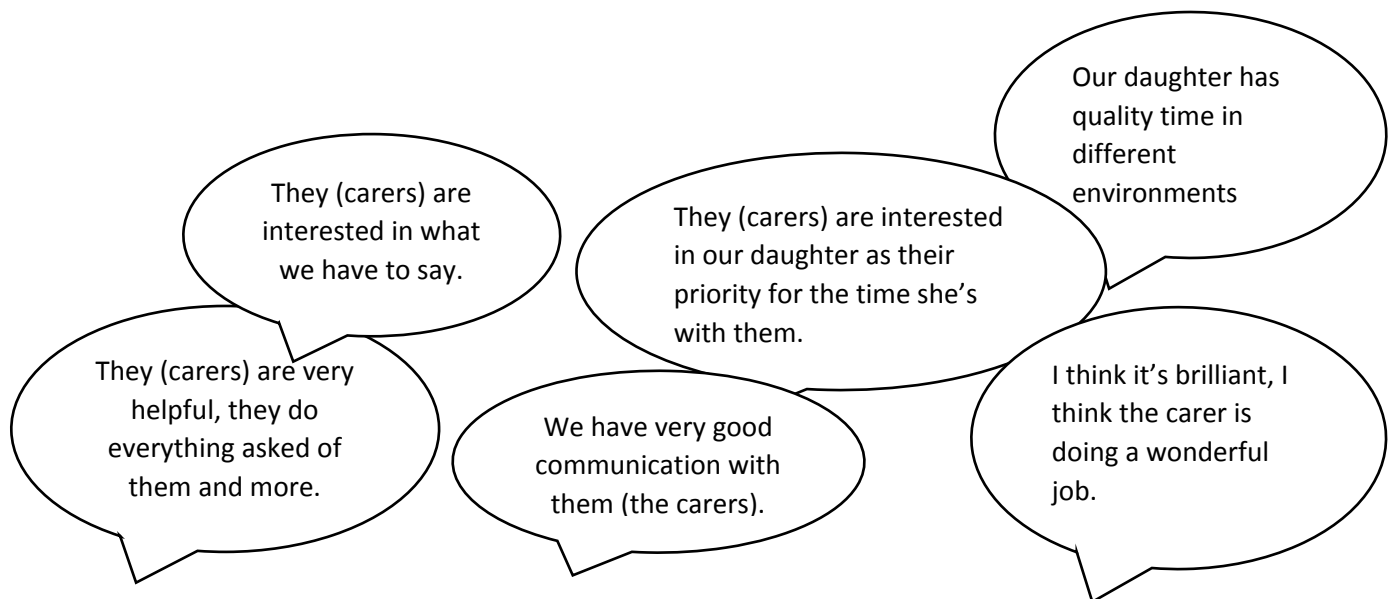 Our daughter has
quality time in
different
environments
They (carers) are
interested in what
we have to say.
They (carers) are interested
in our daughter as their
priority for the time she’s
with them.
They (carers) are very
helpful, they do
everything asked of
them and more.
We have very good
communication with
them (the carers).
I think it’s brilliant, I
think the carer is
doing a wonderful
job.